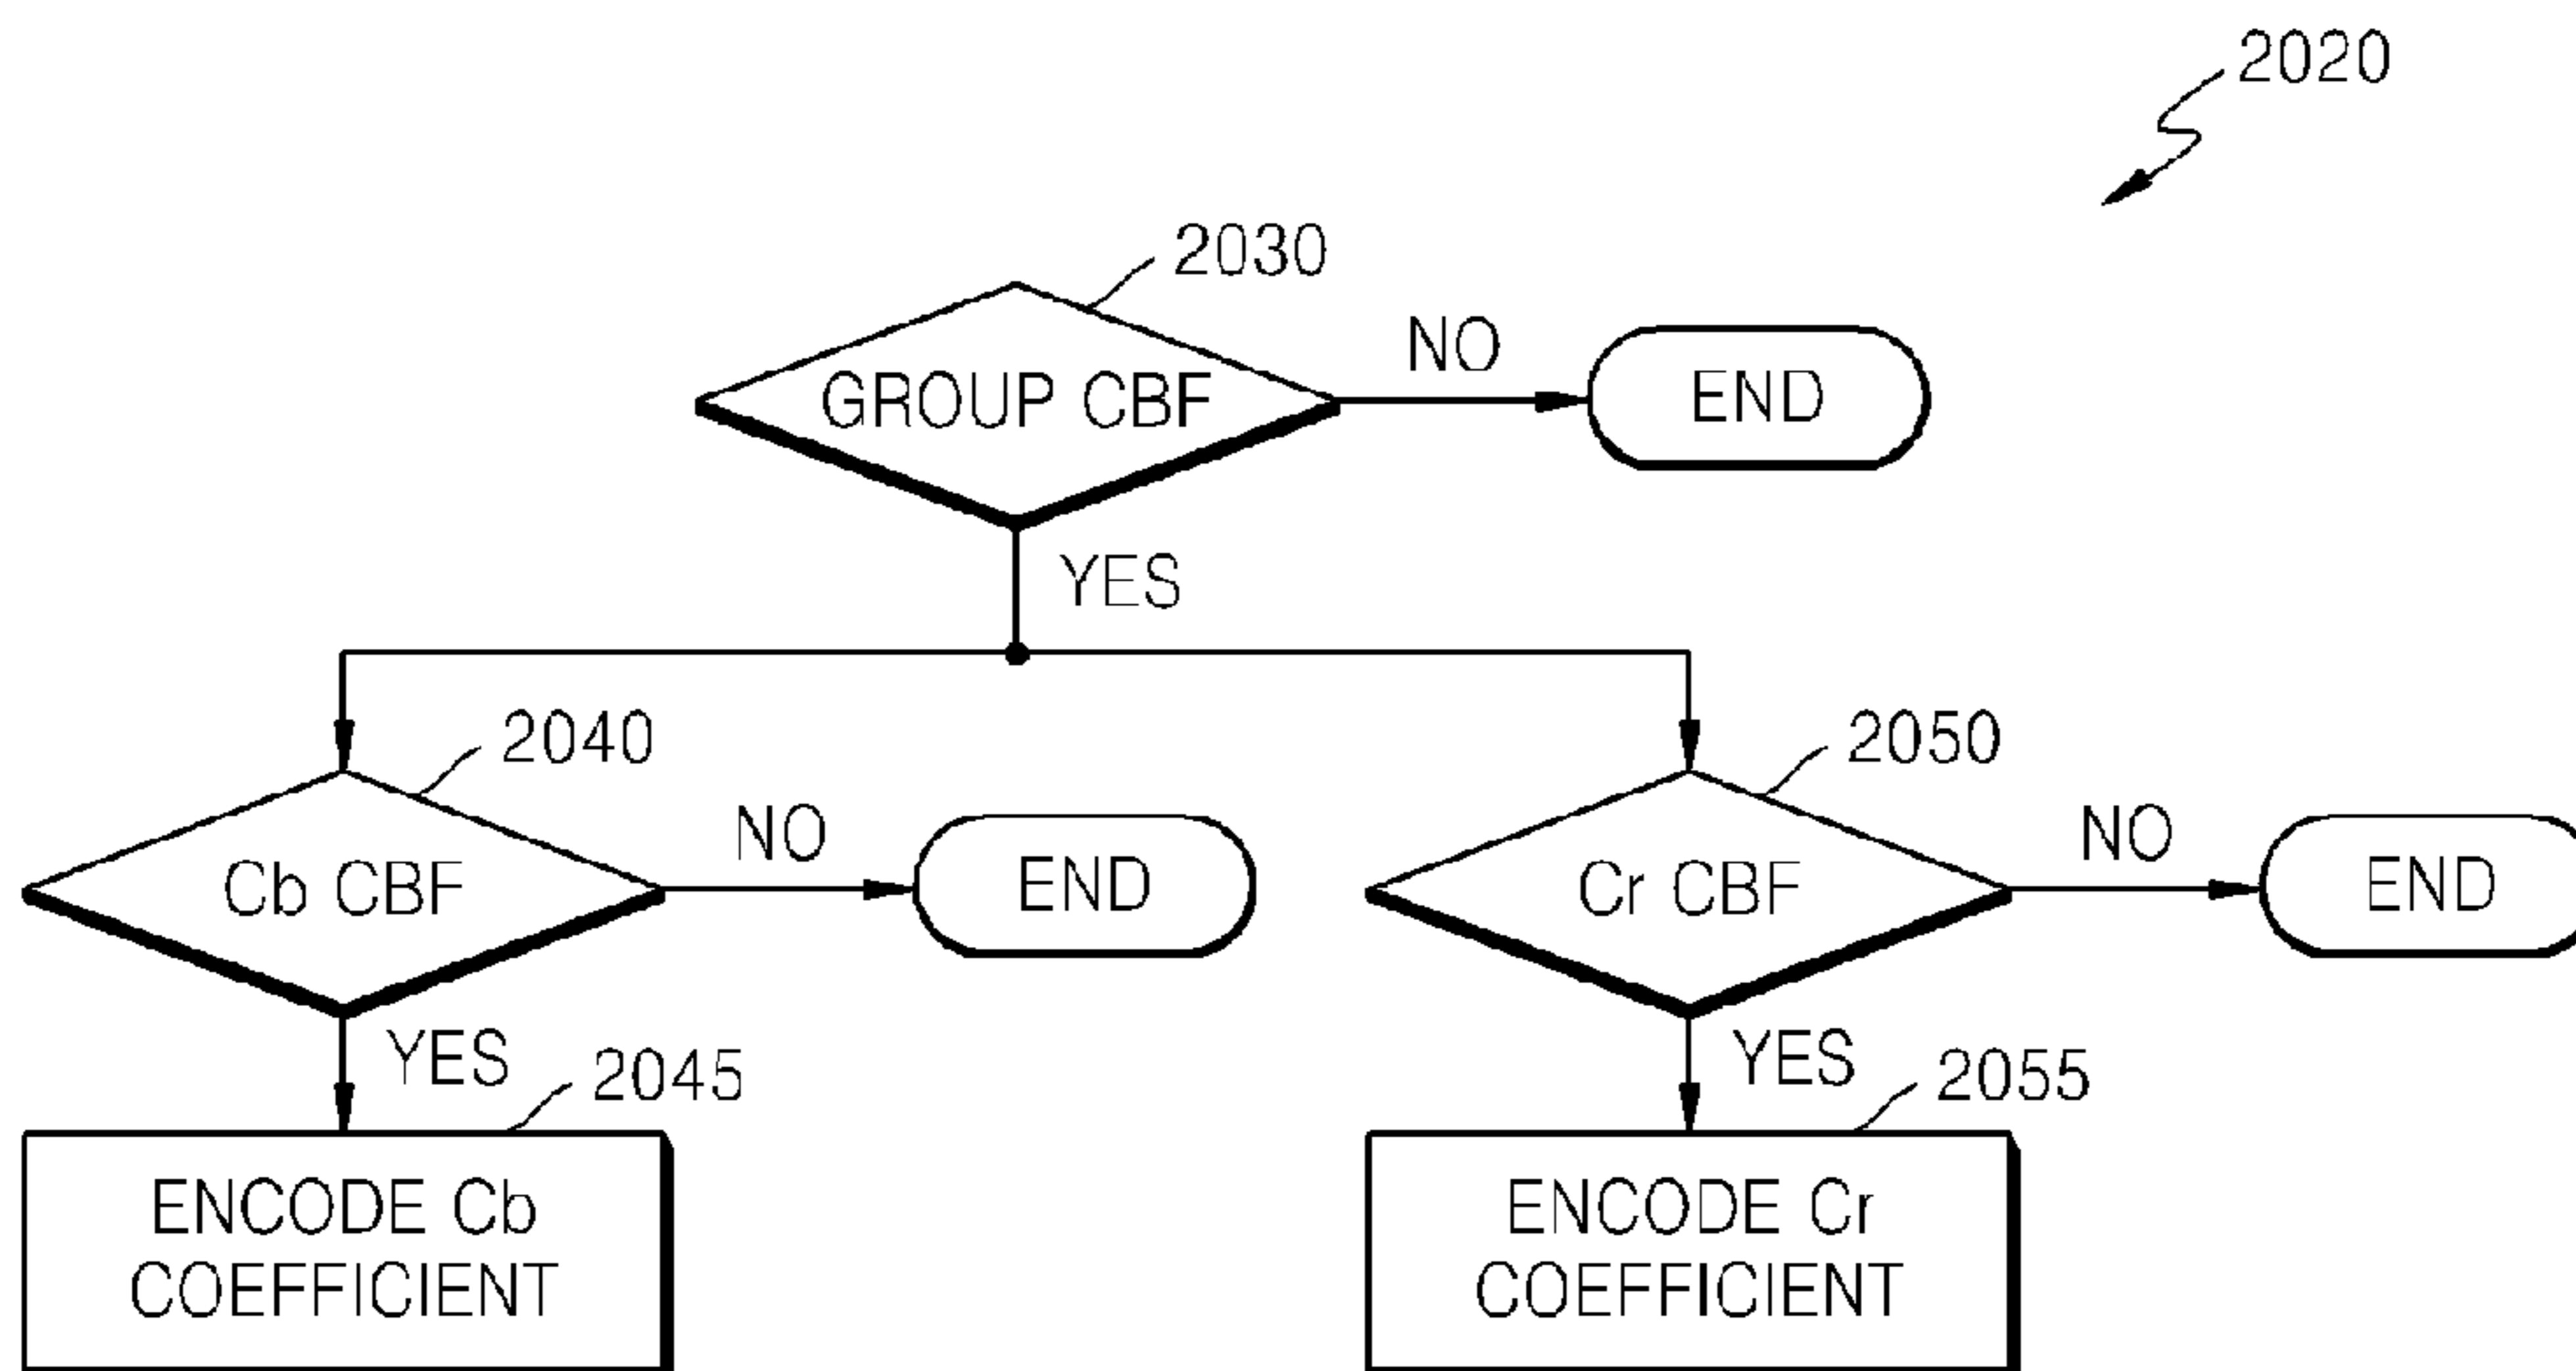 2020
2030
GROUP CBF
NO
END
YES
2040
2050
Cb CBF
NO
END
Cr CBF
NO
END
YES
2045
YES
2055
ENCODE Cb
COEFFICIENT
ENCODE Cr
COEFFICIENT